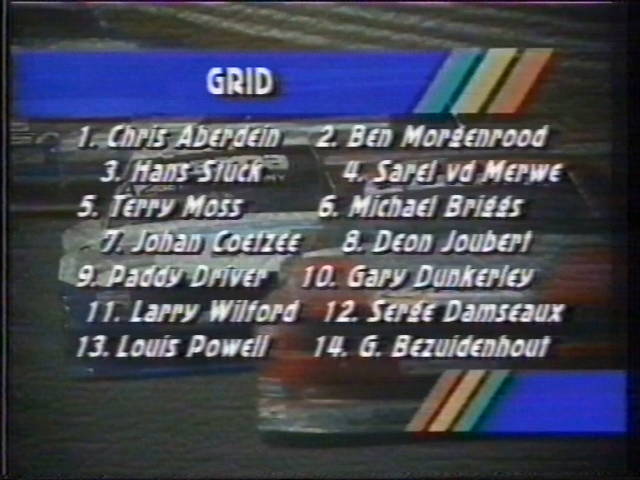 GRID
1. Chris Aberdein 2. Ben Morgenrood
3. Hans Stuck 4. Sarel vd Merwe
5. Terry Moss 6. Michael Briggs
7. Johan Coetzee 8. Deon Joubert
9. Paddy Driver 10. Gary Dunkerley
11. Larry Wilford 12. Serge Damseaux
13. Louis Powell 14. G. Bezuidenhout